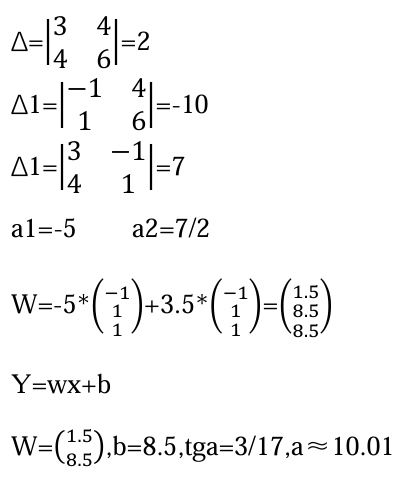 Δ=|3 4|=2
|4 6|
Δ1=|−1 4|=-10
|1 6|
Δ1=|3 −1|=7
|4 1|
a1=-5 a2=7/2
W=-5*(−1 1 1)+3.5*(−1 1 1)=(1.5 8.5 8.5)
Y=wx+b
W=(1.5 8.5),b=8.5,tga=3/17,a≈10.01